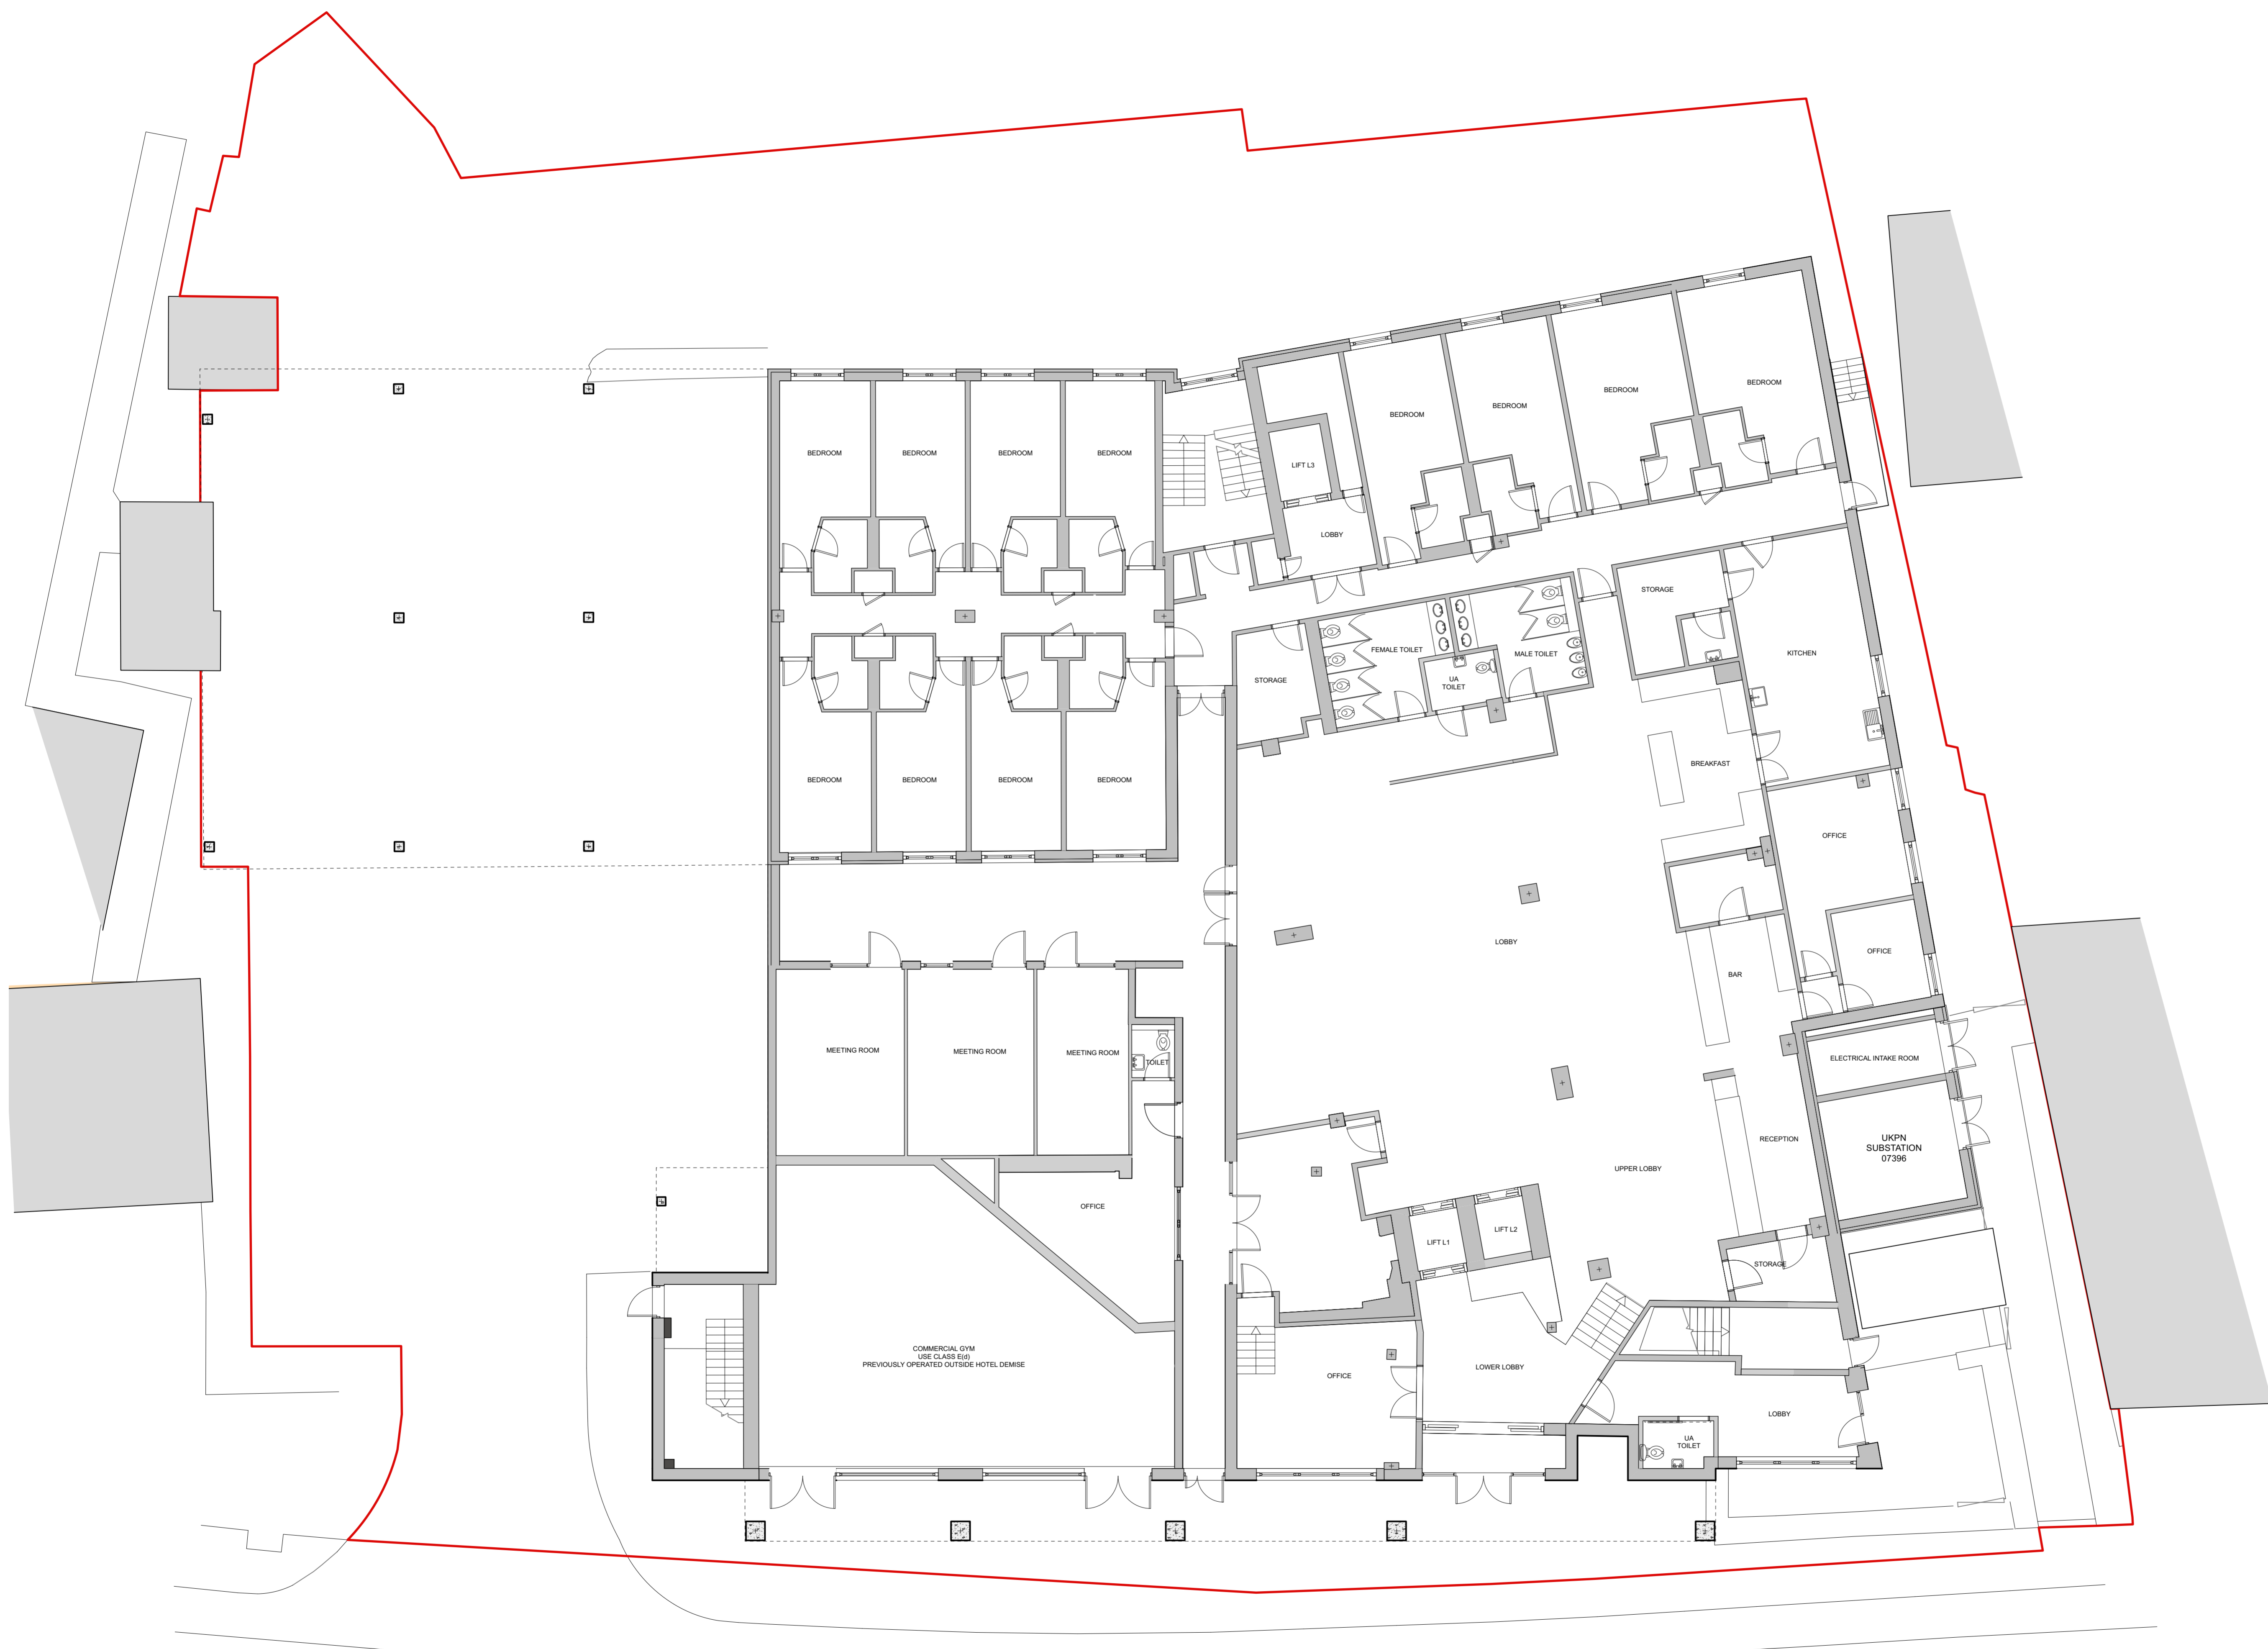 BEDROOM
BEDROOM
BEDROOM
BEDROOM
BEDROOM
BEDROOM
BEDROOM
BEDROOM
LIFT L3
LOBBY
STORAGE
KITCHEN
FEMALE TOILET
MALE TOILET
UA
TOILET
STORAGE
BREAKFAST
BEDROOM
BEDROOM
BEDROOM
BEDROOM
OFFICE
LOBBY
OFFICE
BAR
MEETING ROOM
MEETING ROOM
MEETING ROOM
TOILET
ELECTRICAL INTAKE ROOM
RECEPTION
UKPN
SUBSTATION
07396
UPPER LOBBY
OFFICE
LIFT L1
LIFT L2
STORAGE
COMMERCIAL GYM
USE CLASS E(d)
PREVIOUSLY OPERATED OUTSIDE HOTEL DEMISE
OFFICE
LOWER LOBBY
LOBBY
UA
TOILET